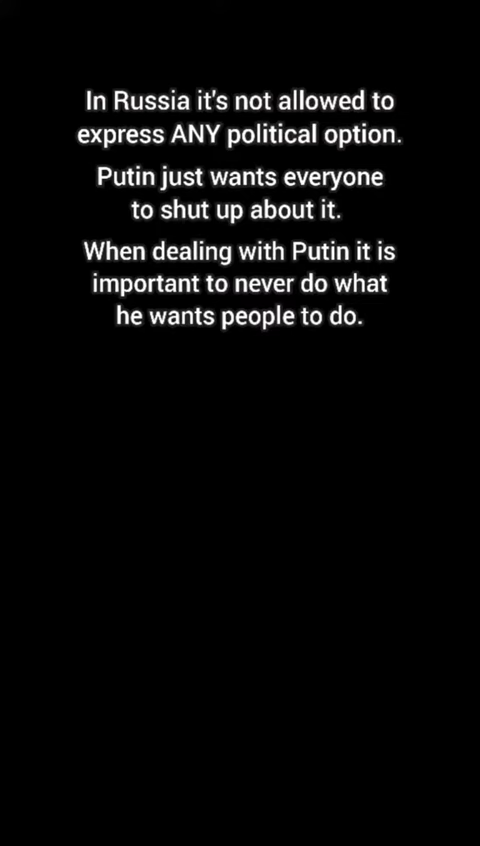 In Russia it's not allowed to
express ANY political option.
Putin just wants everyone
to shut up about it.
When dealing with Putin it is
important to never do what
he wants people to do.